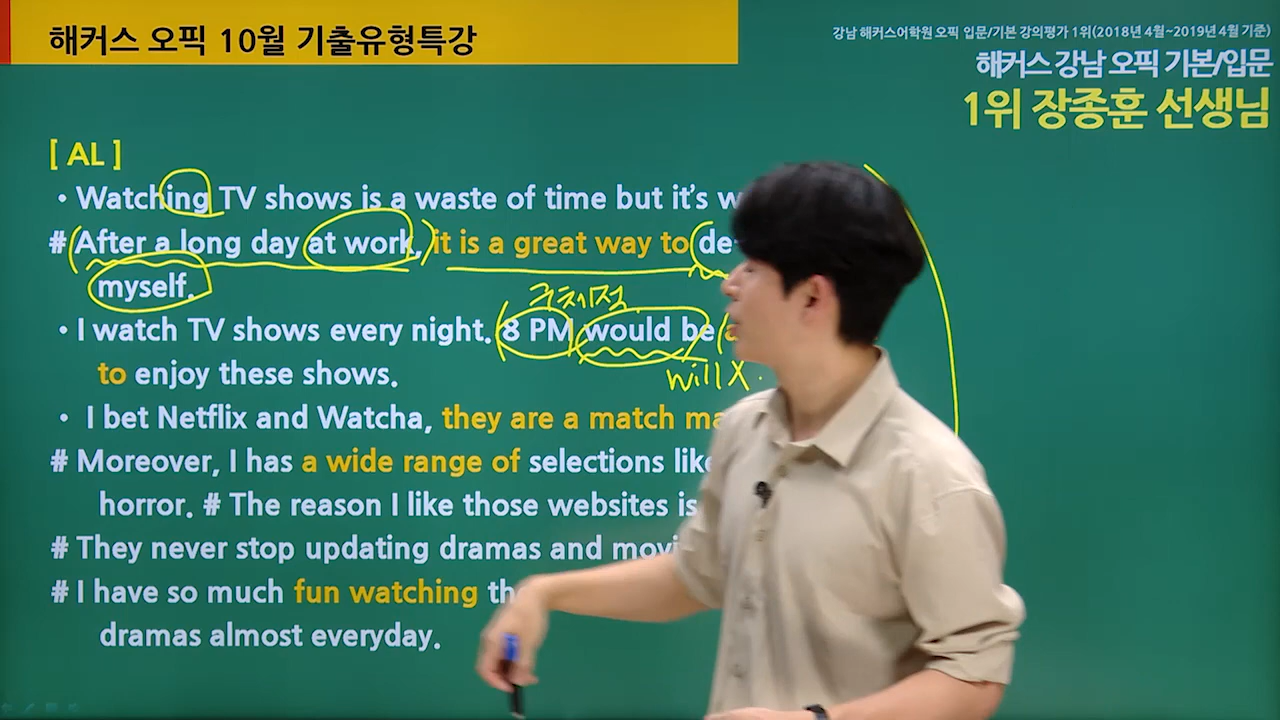 해커스 오픽 10월 기출유형특강
강남 해커스어학원 오픽 입문/기본 강의평가 1위(2018년 4월~2019년 4월 기준)
해커스 강남 오픽 기본/입문
1위 장종훈 선생님
[ AL ]
• Watching TV shows is a waste of time but it's
# After a long day at work, it is a great way to
myself.
구체적
• I watch TV shows every night. 8 PM would be
will X.
to enjoy these shows.
• I bet Netflix and Watcha, they are a match
# Moreover, I has a wide range of selections
horror. # The reason I like those websites is
# They never stop updating dramas and
# I have so much fun watching
dramas almost everyday.